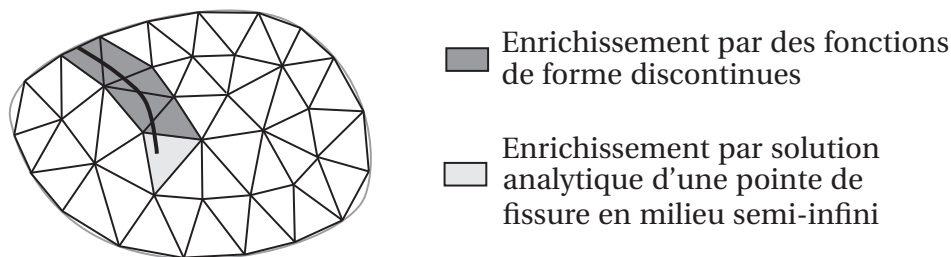 Enrichissement par des fonctions
de forme discontinues
Enrichissement par solution
analytique d'une pointe de
fissure en milieu semi-infini